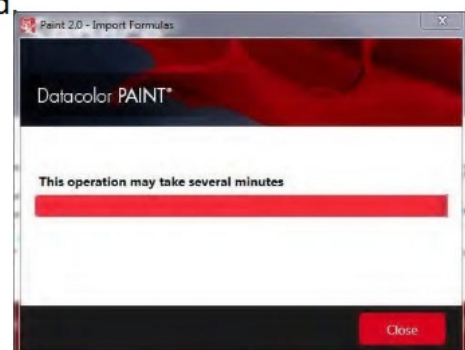 d.
Paint 2.0 - Import Formulas
Datacolor PAINT®
This operation may take several minutes
Close